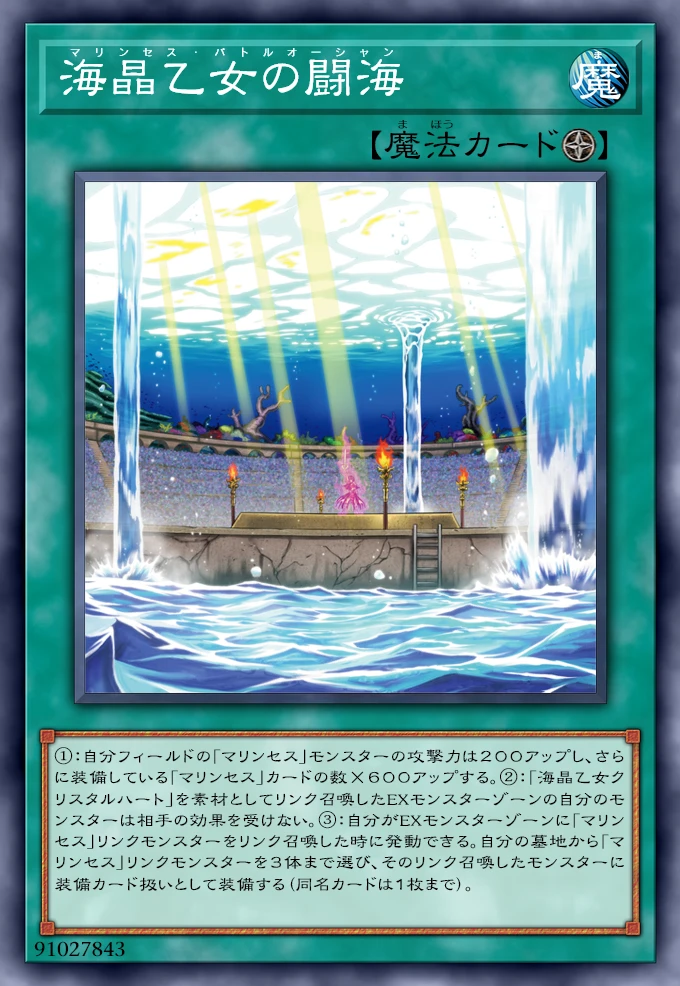 マリンセス・バトルオーシャン
海晶乙女の闘海
ま
魔
ま ほう
【魔法カード】
①:自分フィールドの「マリンセス」モンスターの攻撃力は200アップし、さら
に装備している「マリンセス」カードの数×600アップする。②:「海晶乙女ク
リスタルハート」を素材としてリンク召喚したEXモンスターゾーンの自分のモ
ンスターは相手の効果を受けない。③:自分がEXモンスターゾーンに「マリン
セス」リンクモンスターをリンク召喚した時に発動できる。自分の墓地から「マ
リンセス」リンクモンスターを3体まで選び、そのリンク召喚したモンスターに
装備カード扱いとして装備する(同名カードは1枚まで)。
91027843